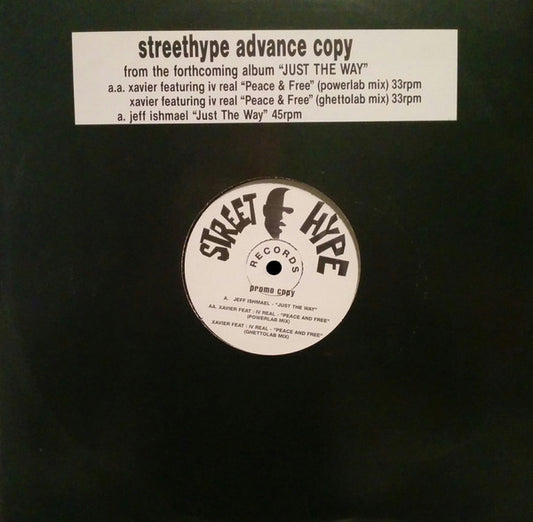 streethype advance copy
from the forthcoming album "JUST THE WAY"
a.a. xavier featuring iv real "Peace & Free" (powerlab mix) 33rpm
xavier featuring iv real "Peace & Free" (ghettolab mix) 33rpm
a. jeff ishmael "Just The Way" 45rpm
STREET HYPE
RECORDS
promo copy
A. JEFF ISHMAEL - "JUST THE WAY"
AA. XAVIER FEAT : IV REAL - "PEACE AND FREE"
(POWERLAB MIX)
XAVIER FEAT : IV REAL - "PEACE AND FREE"
(GHETTOLAB MIX)